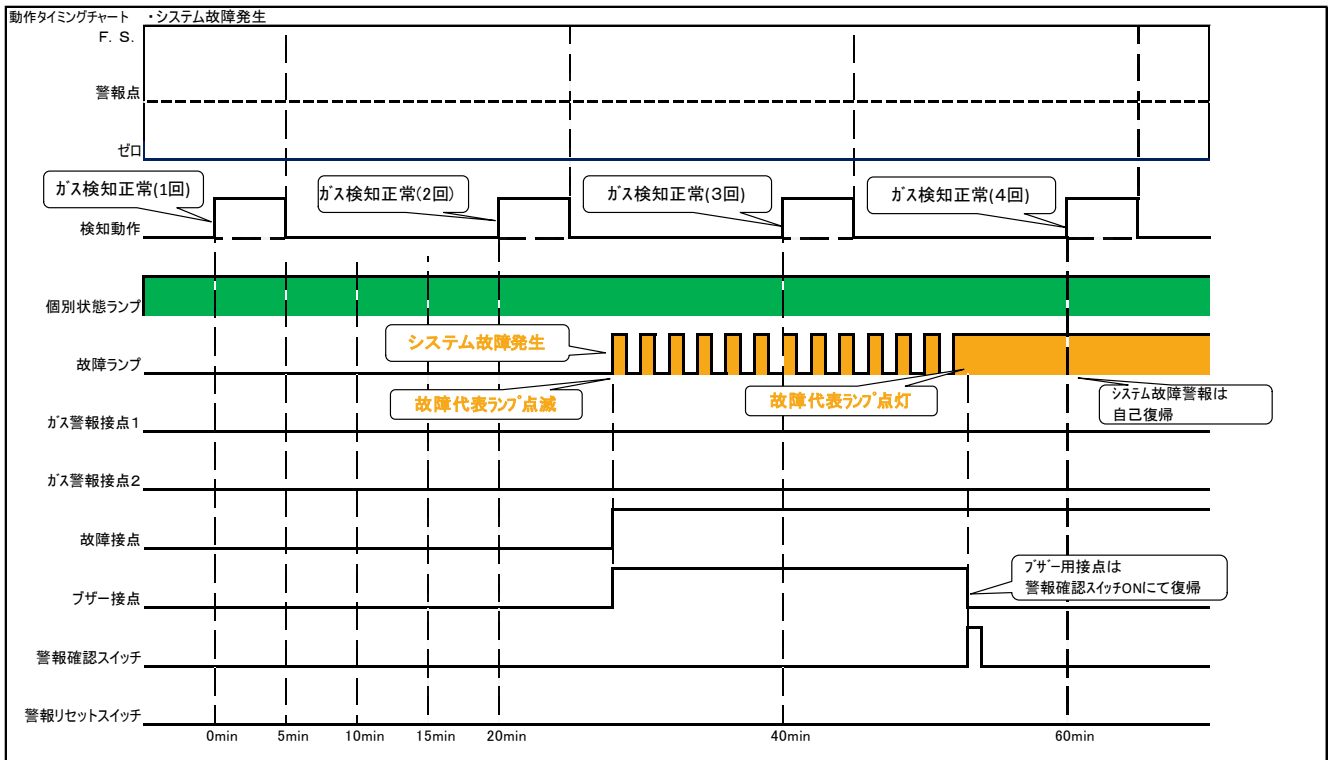 動作タイミングチャート ・システム故障発生
F. S.
警報点
ゼロ
ガス検知正常(1回)
ガス検知正常(2回)
ガス検知正常(3回)
ガス検知正常(4回)
検知動作
個別状態ランプ
システム故障発生
故障ランプ
故障代表ランプ点滅
故障代表ランプ点灯
システム故障警報は
自己復帰
ガス警報接点1
ガス警報接点2
故障接点
ブザー接点
ブザー用接点は
警報確認スイッチONにて復帰
警報確認スイッチ
警報リセットスイッチ
0min 5min 10min 15min 20min 40min 60min